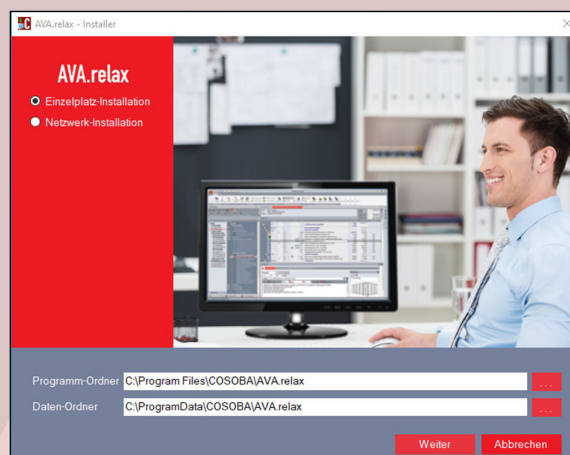 AVA.relax - Installer
AVA.relax
Einzelplatz-Installation
Netzwerk-Installation
Programm-Ordner C:\Program Files\COSOBA\AVA.relax ...
Daten-Ordner C:\ProgramData\COSOBA\AVA.relax ...
Weiter Abbrechen